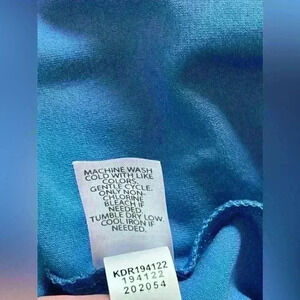 MACHINE WASH
COLD WITH LIKE
COLORS,
GENTLE CYCLE.
ONLY NON-
CHLORINE
BLEACH IF
NEEDED.
TUMBLE DRY LOW.
COOL IRON IF
NEEDED.
KDR194122
194122
202054